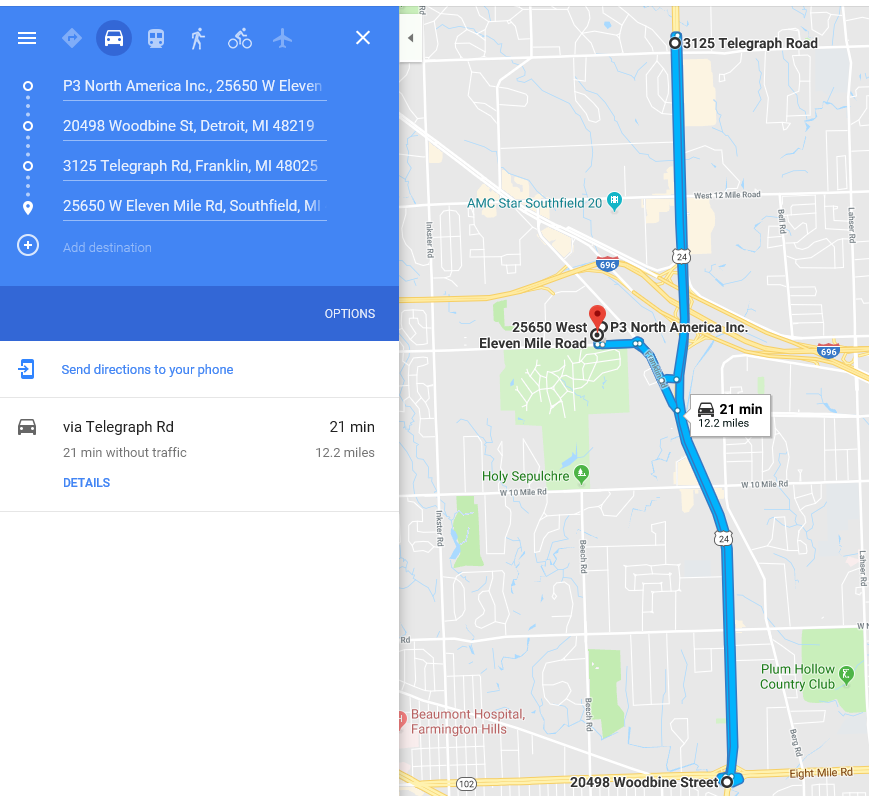 P3 North America Inc., 25650 W Eleven
20498 Woodbine St, Detroit, MI 48219
3125 Telegraph Rd, Franklin, MI 48025
25650 W Eleven Mile Rd, Southfield, MI
Add destination
OPTIONS
Send directions to your phone
via Telegraph Rd
21 min
21 min without traffic
12.2 miles
DETAILS
3125 Telegraph Road
West 12 Mile Road
AMC Star Southfield 20
Inkster Rd
Bell Rd
Lahser Rd
24
696
25650 West
Eleven Mile Road
P3 North America Inc.
696
Franklin Rd
21 min
12.2 miles
Holy Sepulchre
W 10 Mile Rd
W 10 Mile Rd
Inkster Rd
Beech Rd
24
Lahser Rd
Rd
W
Plum Hollow
Country Club
Beaumont Hospital,
Farmington Hills
Beech Rd
Berg Rd
Eight Mile Rd
20498 Woodbine Street
102